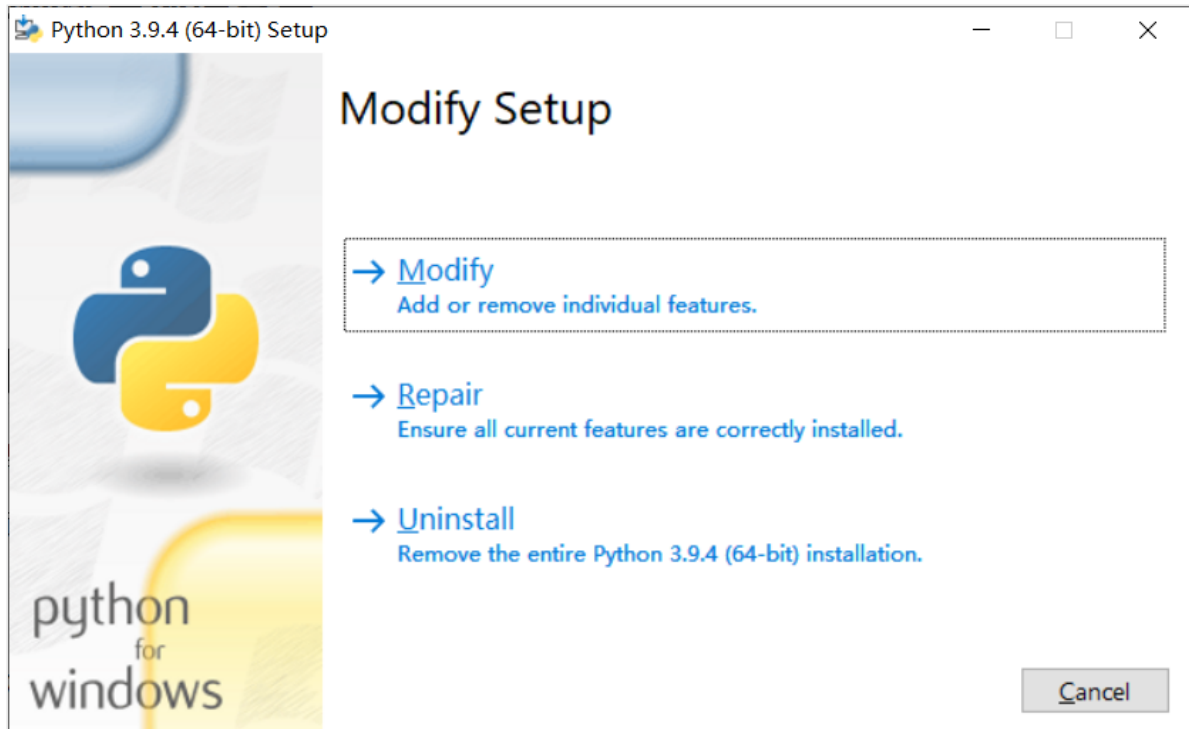 Python 3.9.4 (64-bit) Setup
Modify Setup
Modify
Add or remove individual features.
Repair
Ensure all current features are correctly installed.
Uninstall
Remove the entire Python 3.9.4 (64-bit) installation.
python
for
windows
Cancel